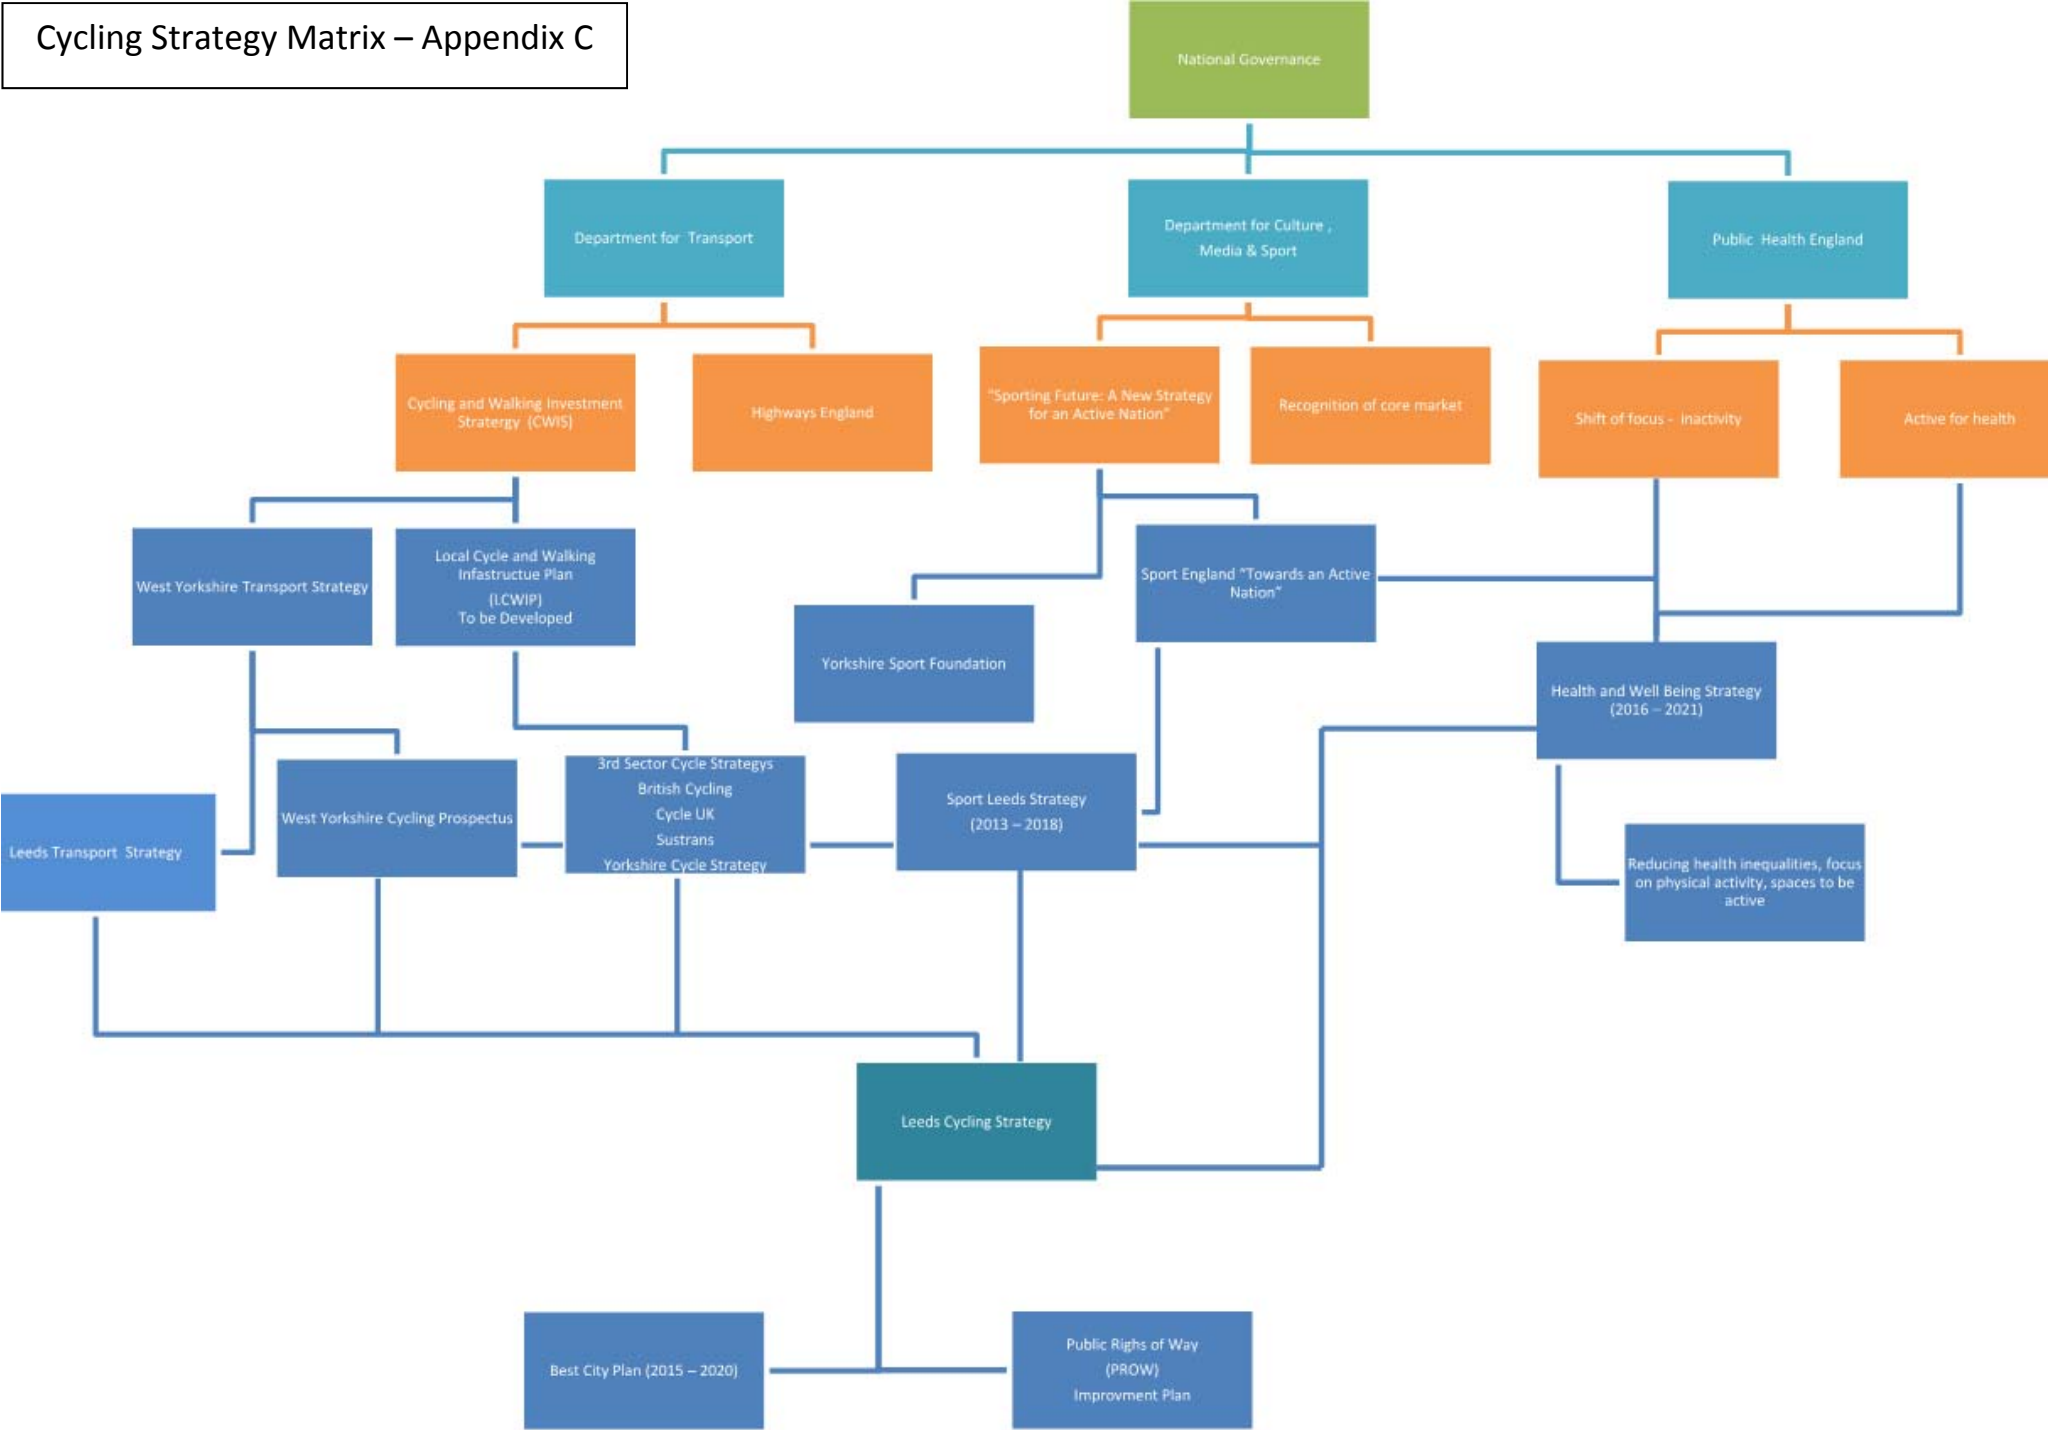 Cycling Strategy Matrix – Appendix C
National Governance
Department for Transport
Department for Culture ,
Media & Sport
Public Health England
Cycling and Walking Investment
Stratergy (CWIS)
Highways England
"Sporting Future: A New Strategy
for an Active Nation"
Recognition of core market
Shift of focus - inactivity
Active for health
West Yorkshire Transport Strategy
Local Cycle and Walking
Infastructue Plan
(LCWIP)
To be Developed
Sport England "Towards an Active
Nation"
Yorkshire Sport Foundation
Health and Well Being Strategy
(2016 – 2021)
Leeds Transport Strategy
West Yorkshire Cycling Prospectus
3rd Sector Cycle Strategys
British Cycling
Cycle UK
Sustrans
Yorkshire Cycle Strategy
Sport Leeds Strategy
(2013 – 2018)
Reducing health inequalities, focus
on physical activity, spaces to be
active
Leeds Cycling Strategy
Best City Plan (2015 – 2020)
Public Righs of Way
(PROW)
Improvment Plan